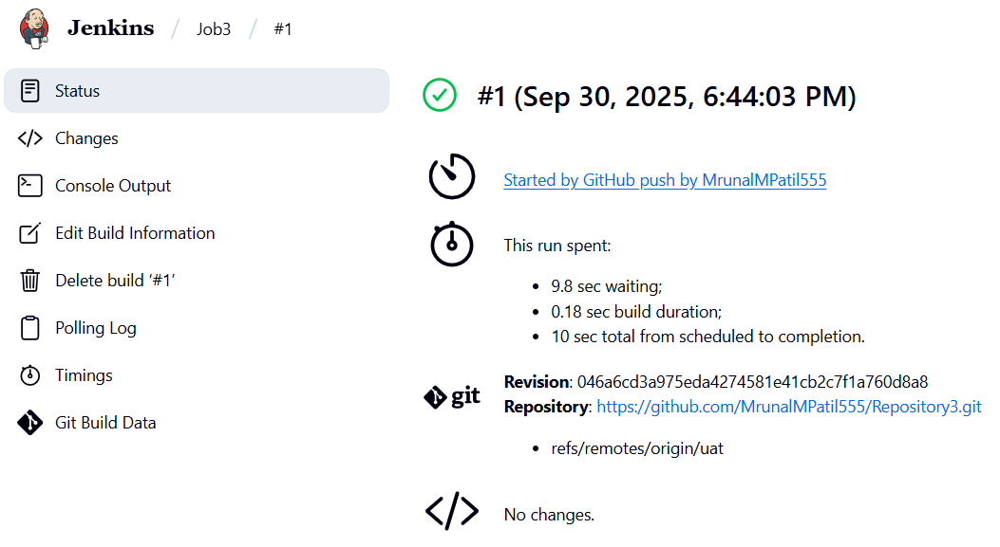 Jenkins / Job3 / #1
Status
Changes
Console Output
Edit Build Information
Delete build ‘#1’
Polling Log
Timings
Git Build Data
#1 (Sep 30, 2025, 6:44:03 PM)
Started by GitHub push by MrunalMPatil555
This run spent:
• 9.8 sec waiting;
• 0.18 sec build duration;
• 10 sec total from scheduled to completion.
git
Revision: 046a6cd3a975eda4274581e41cb2c7f1a760d8a8
Repository: https://github.com/MrunalMPatil555/Repository3.git
• refs/remotes/origin/uat
No changes.